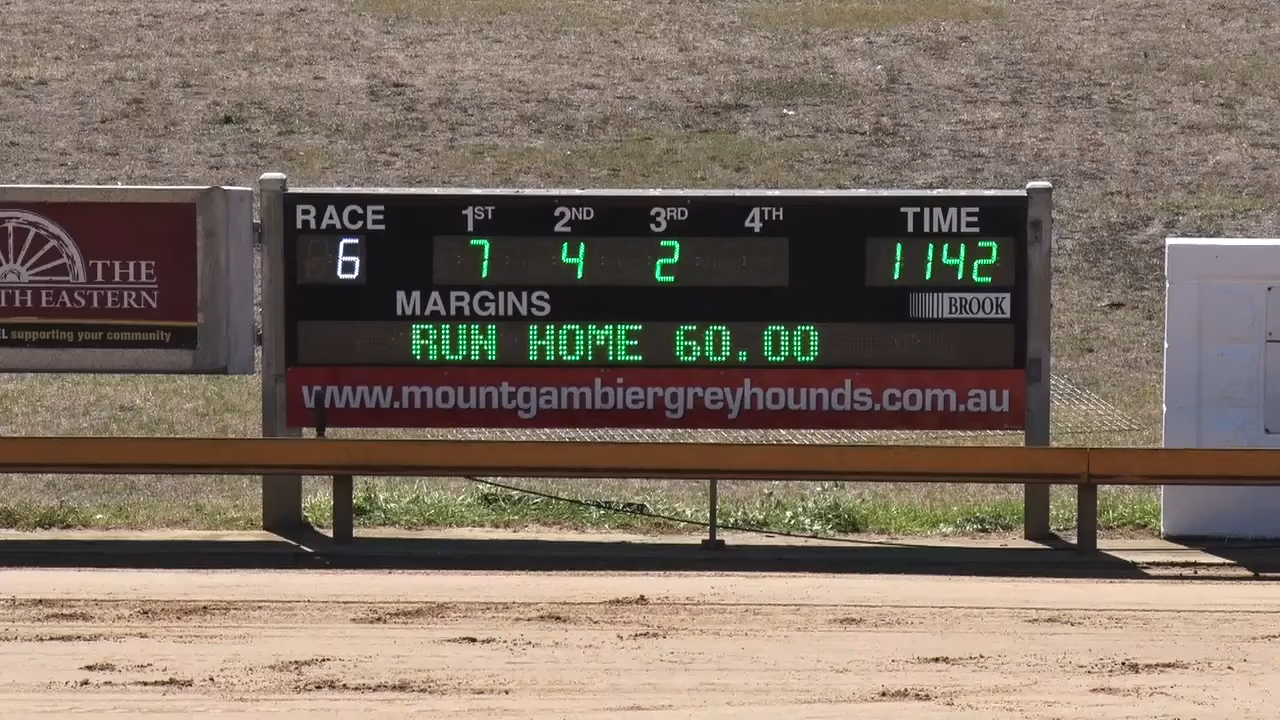 RACE 1ST 2ND 3RD 4TH TIME
6 7 4 2 1142
MARGINS BROOK
RUN HOME 60.00
www.mountgambiergreyhounds.com.au
THE
TH EASTERN
supporting your community